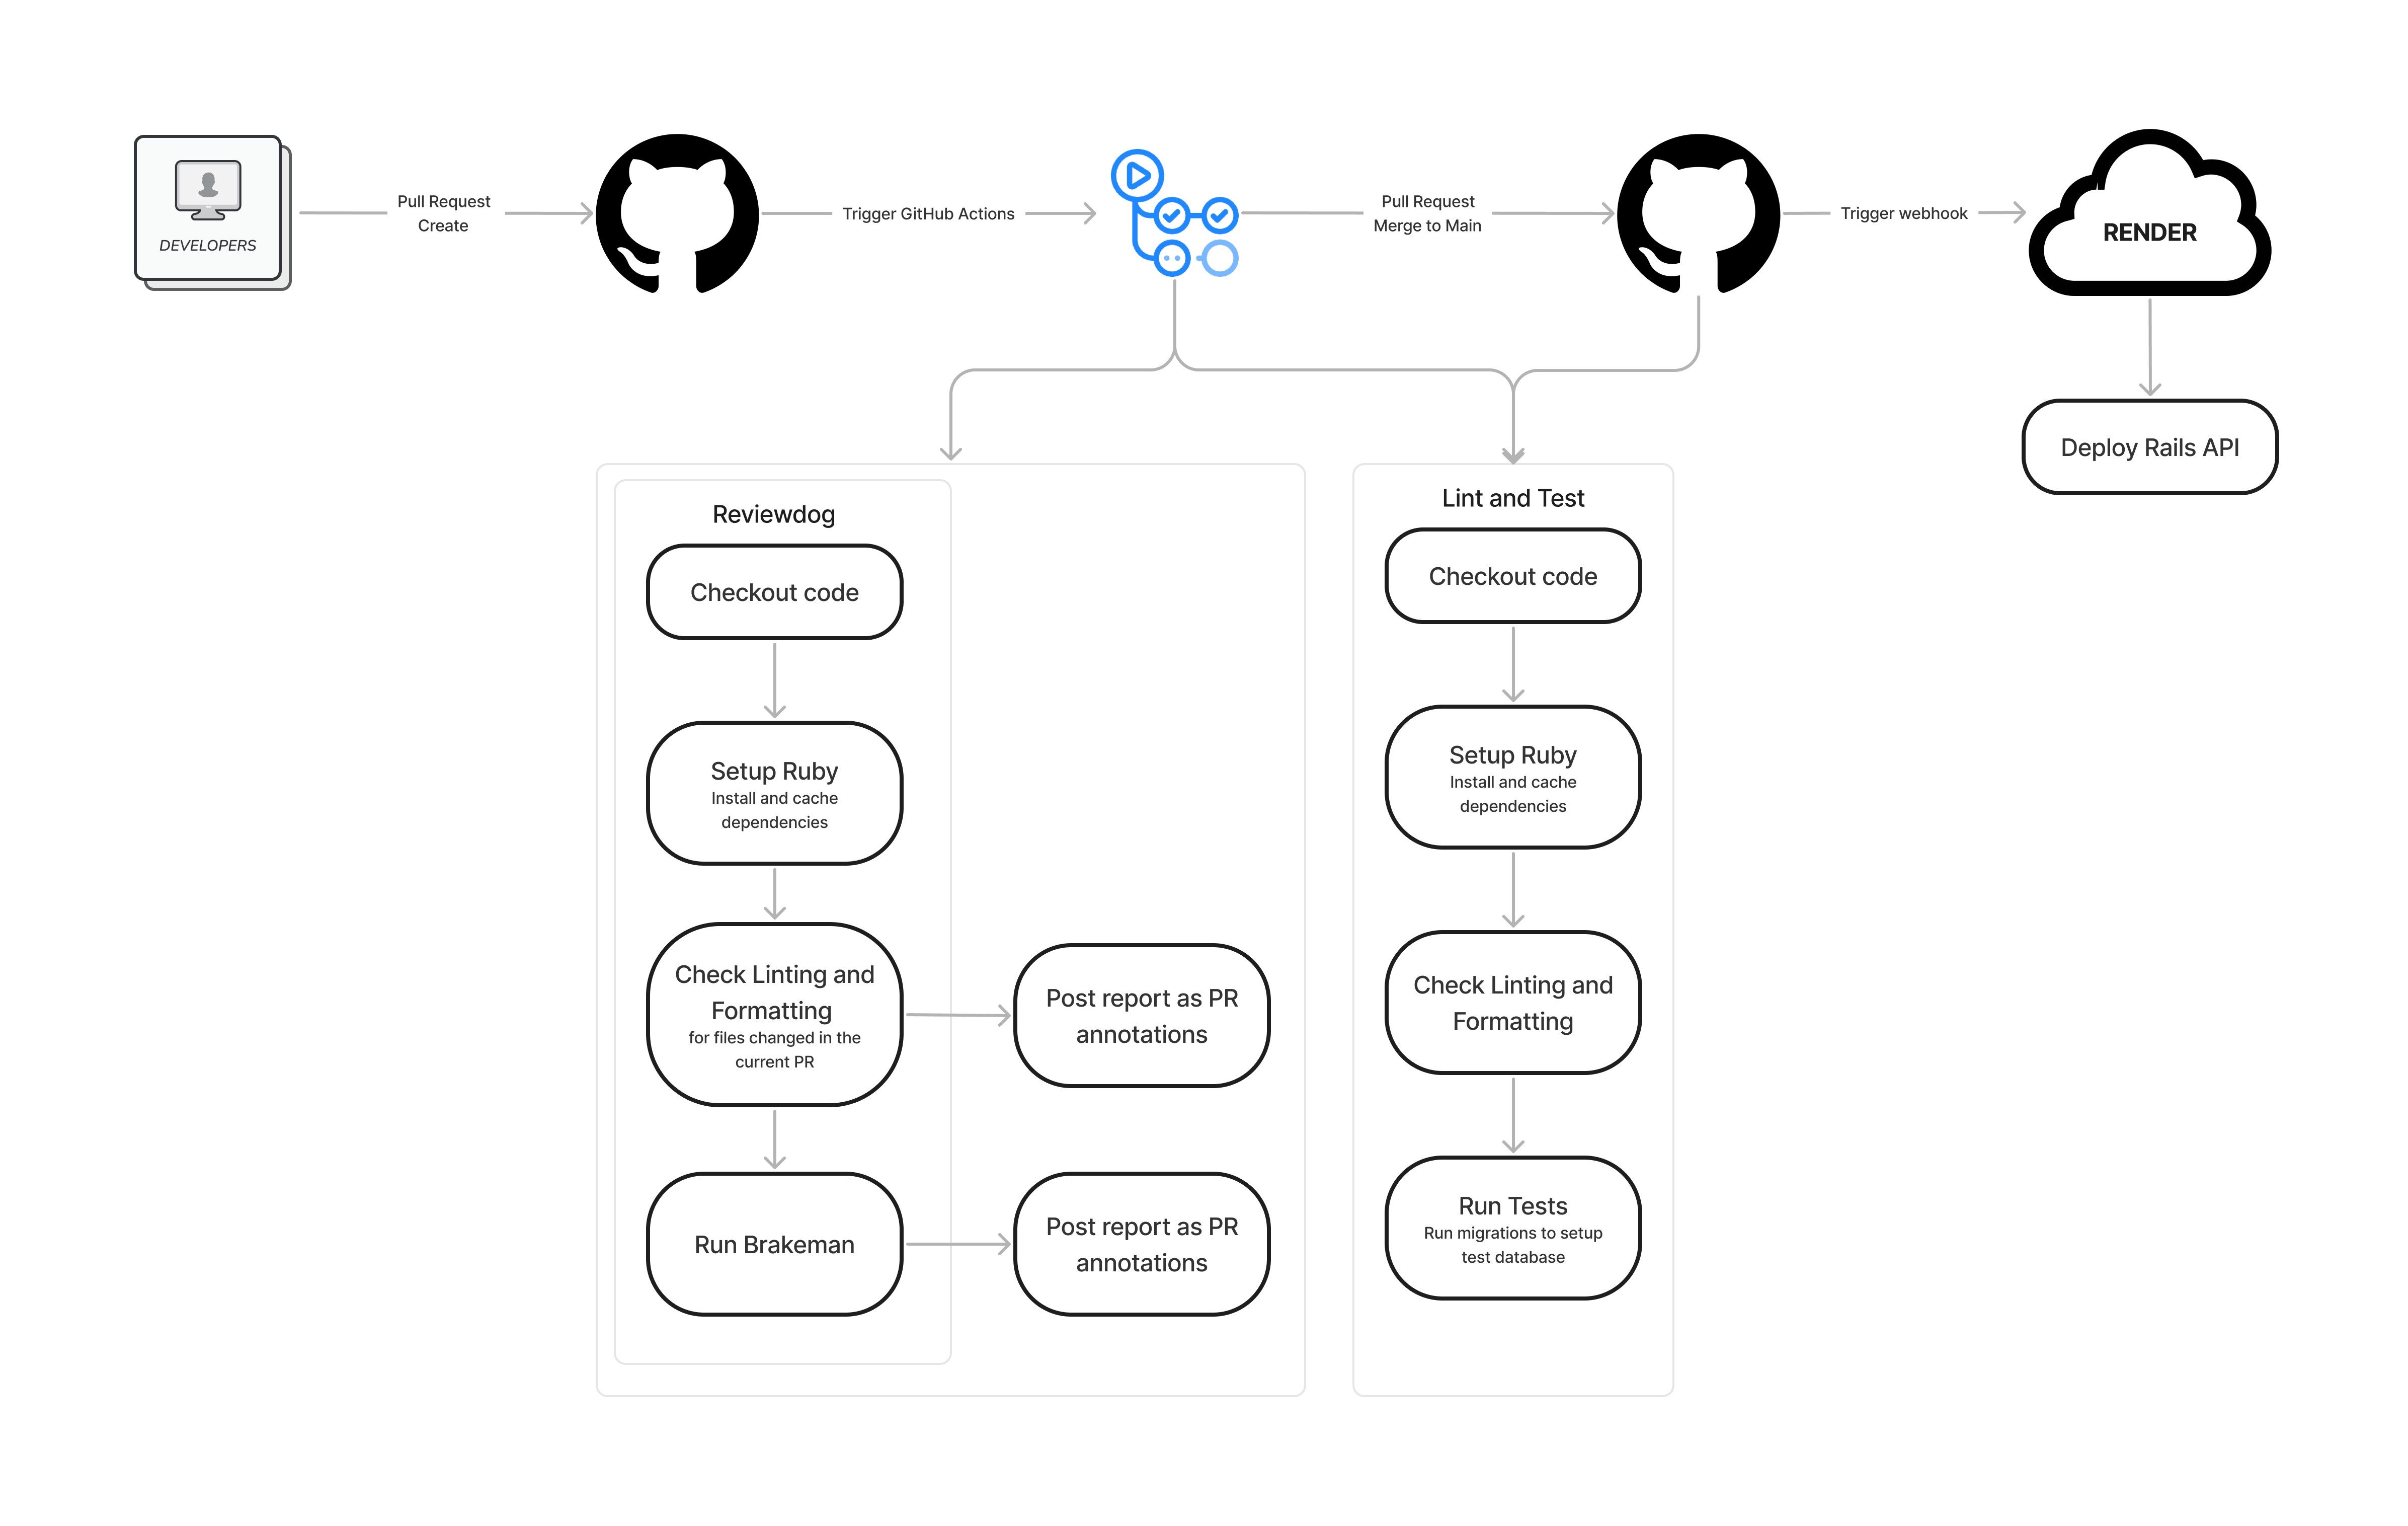 DEVELOPERS
Pull Request
Create
Trigger GitHub Actions
Pull Request
Merge to Main
Trigger webhook
RENDER
Deploy Rails API
Reviewdog
Checkout code
Setup Ruby
Install and cache
dependencies
Check Linting and
Formatting
for files changed in the
current PR
Post report as PR
annotations
Run Brakeman
Post report as PR
annotations
Lint and Test
Checkout code
Setup Ruby
Install and cache
dependencies
Check Linting and
Formatting
Run Tests
Run migrations to setup
test database